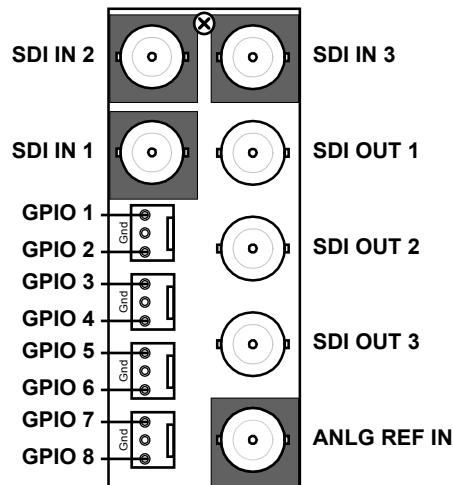 SDI IN 2
SDI IN 3
SDI IN 1
SDI OUT 1
GPIO 1
Gnd
GPIO 2
SDI OUT 2
GPIO 3
Gnd
GPIO 4
SDI OUT 3
GPIO 5
Gnd
GPIO 6
GPIO 7
Gnd
ANLG REF IN
GPIO 8